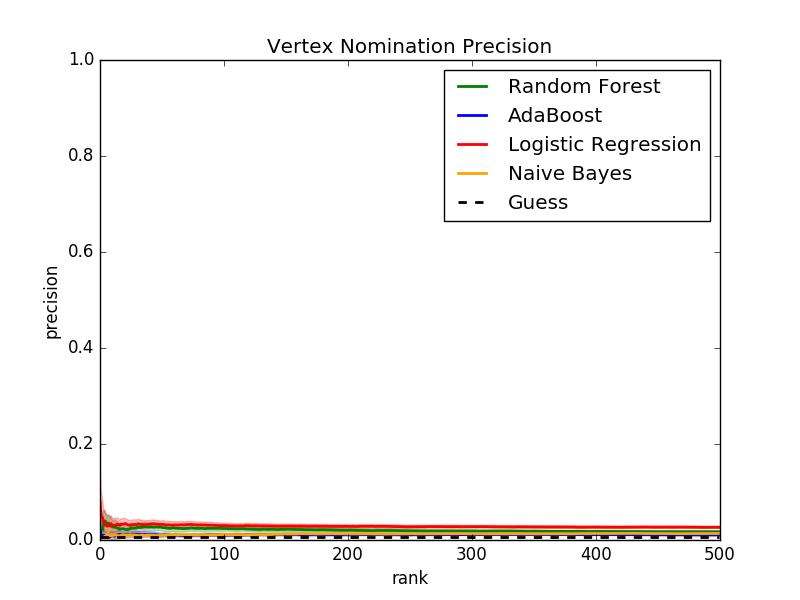 Vertex Nomination Precision
1.0
0.8
0.6
0.4
0.2
0.0
precision
Random Forest
AdaBoost
Logistic Regression
Naive Bayes
Guess
0 100 200 300 400 500
rank